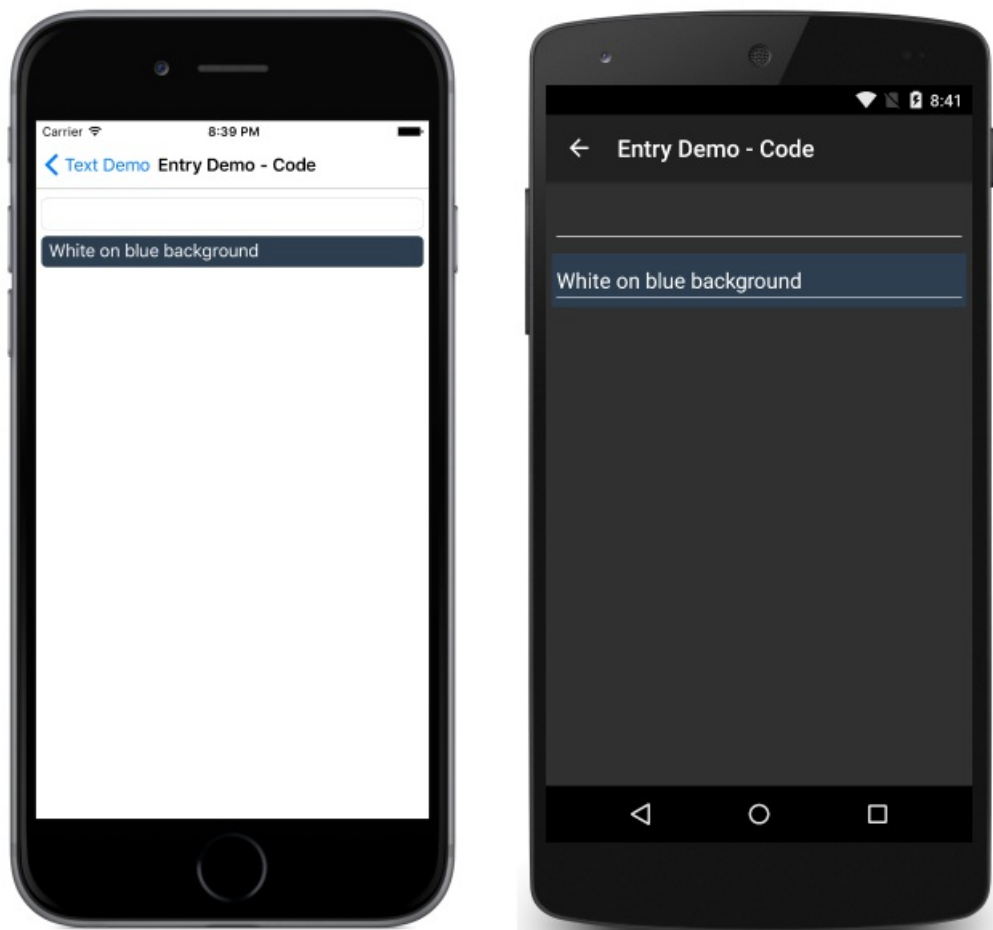 Carrier 8:39 PM
Text Demo Entry Demo - Code
White on blue background
8:41
Entry Demo - Code
White on blue background